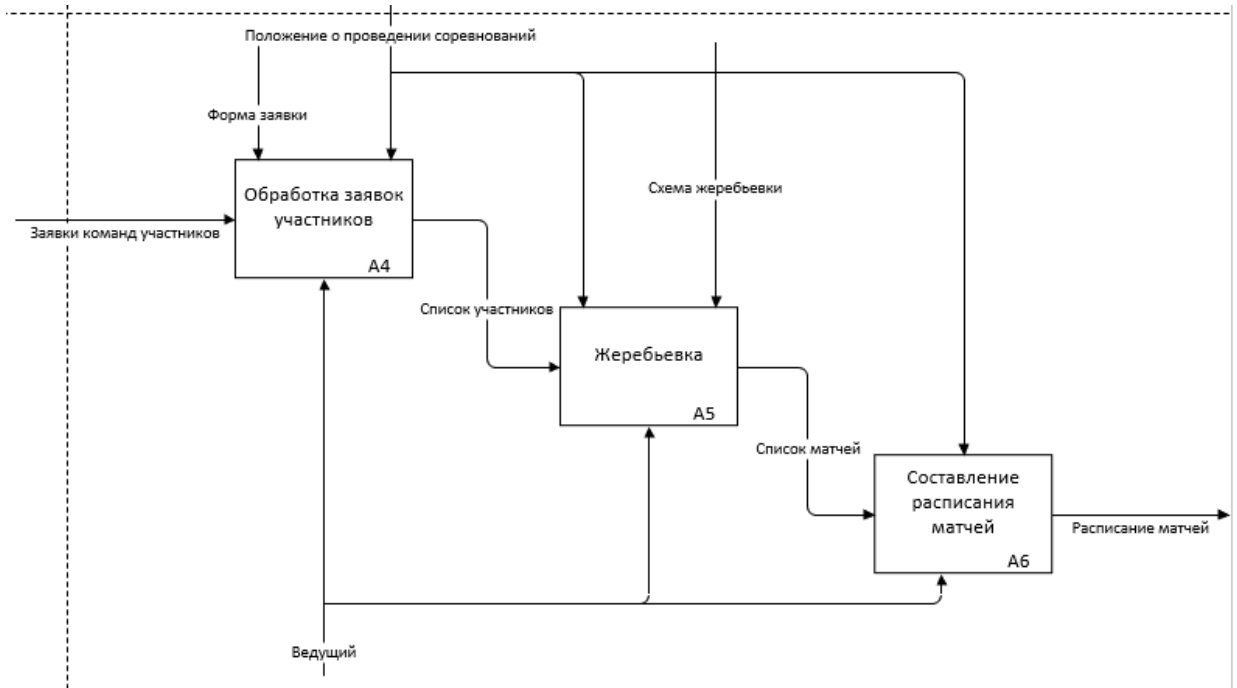 Положение о проведении соревнований
Форма заявки
Обработка заявок
участников
A4
Схема жеребьевки
Заявки команд участников
Список участников
Жеребьевка
A5
Список матчей
Составление
расписания
матчей
A6
Расписание матчей
Ведущий